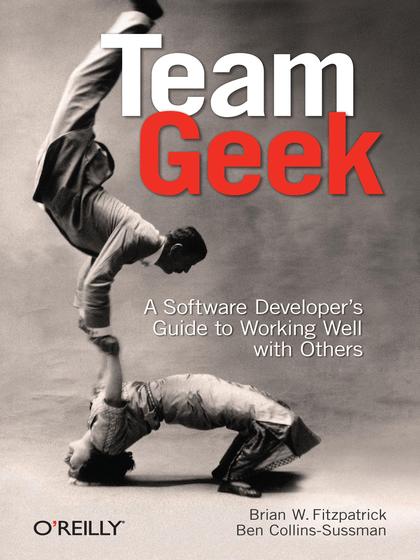 Team
Geek
A Software Developer's
Guide to Working Well
with Others
Brian W. Fitzpatrick
Ben Collins-Sussman
O'REILLY®